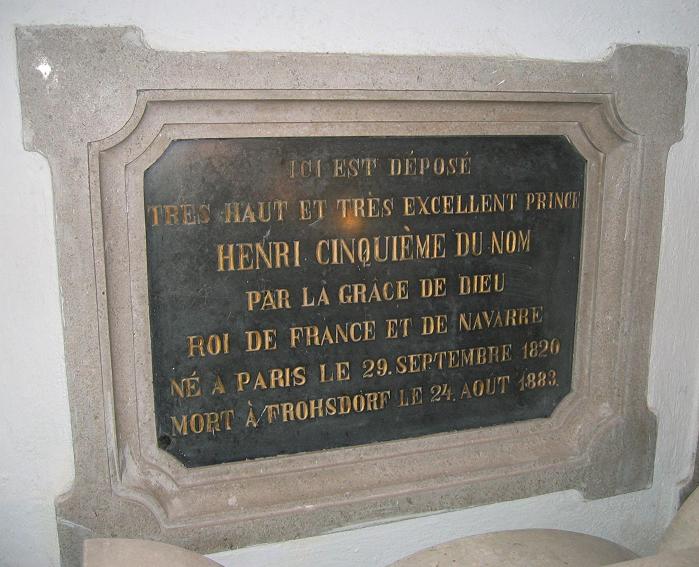 ICI EST DÉPOSÉ
TRÈS HAUT ET TRÈS EXCELLENT PRINCE
HENRI CINQUIÈME DU NOM
PAR LA GRÂCE DE DIEU
ROI DE FRANCE ET DE NAVARRE
NÉ À PARIS LE 29. SEPTEMBRE 1820
MORT À FROHSDORF LE 24. AOUT 1883.